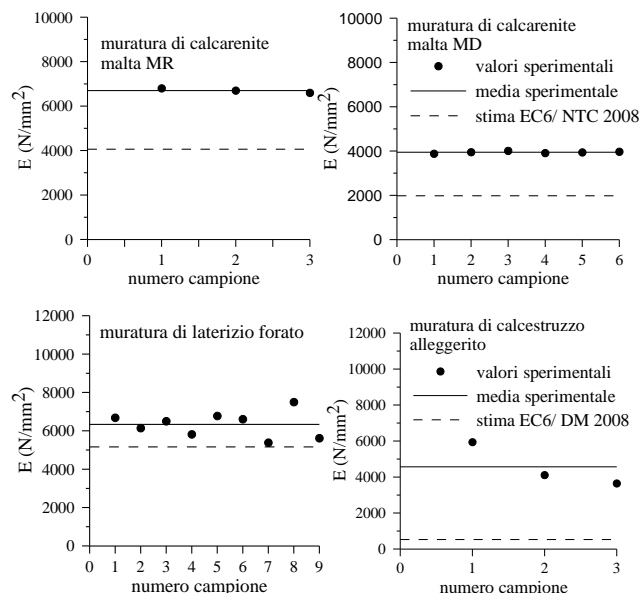 10000
8000
6000
4000
2000
0
E (N/mm²)
muratura di calcarenite
malta MR
0 1 2 3
numero campione
10000
8000
6000
4000
2000
0
E (N/mm²)
muratura di calcarenite
malta MD
valori sperimentali
media sperimentale
stima EC6/ NTC 2008
0 1 2 3 4 5 6
numero campione
12000
10000
8000
6000
4000
2000
0
E (N/mm²)
muratura di laterizio forato
0 1 2 3 4 5 6 7 8 9
numero campione
12000
10000
8000
6000
4000
2000
0
E (N/mm²)
muratura di calcestruzzo
alleggerito
valori sperimentali
media sperimentale
stima EC6/ DM 2008
0 1 2 3
numero campione